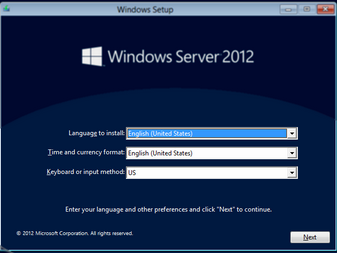 Windows Setup
Windows Server 2012
Language to install: English (United States)
Time and currency format: English (United States)
Keyboard or input method: US
Enter your language and other preferences and click "Next" to continue.
© 2012 Microsoft Corporation. All rights reserved.
Next